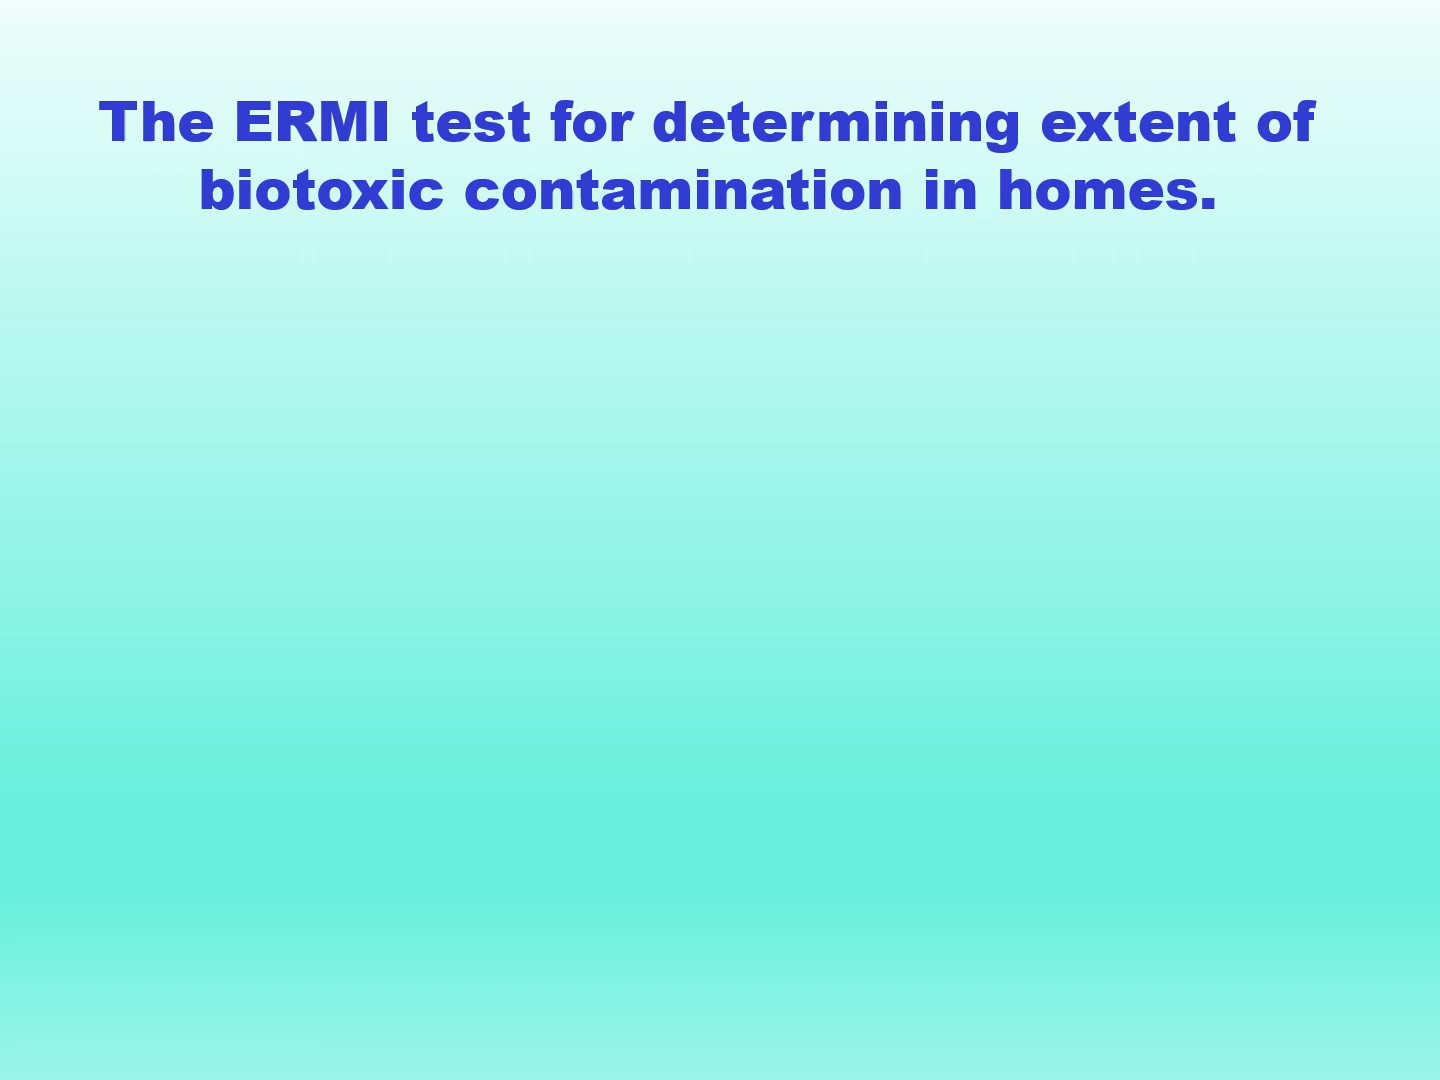 The ERMI test for determining extent of
biotoxic contamination in homes.